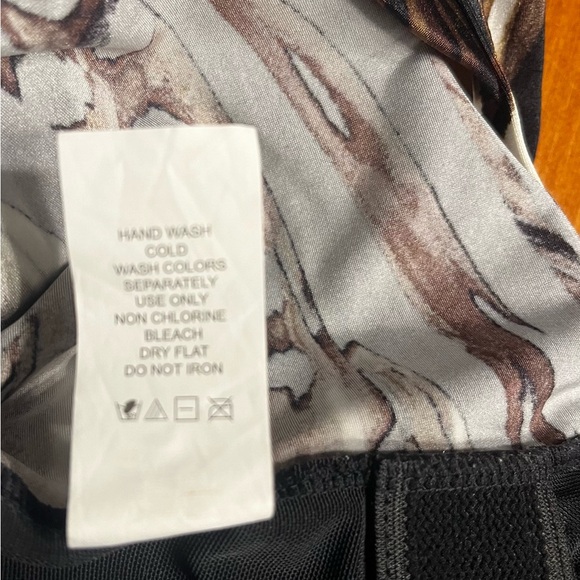 HAND WASH
COLD
WASH COLORS
SEPARATELY
USE ONLY
NON CHLORINE
BLEACH
DRY FLAT
DO NOT IRON